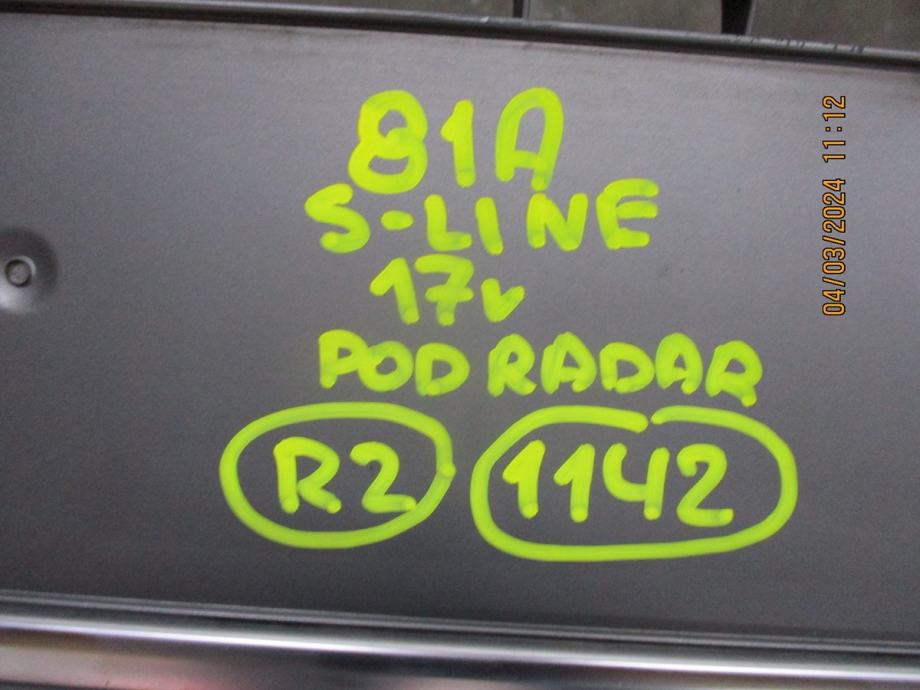 81A
S-LINE
17v
POD RADAR
R2 1142
04/03/2024 11:12